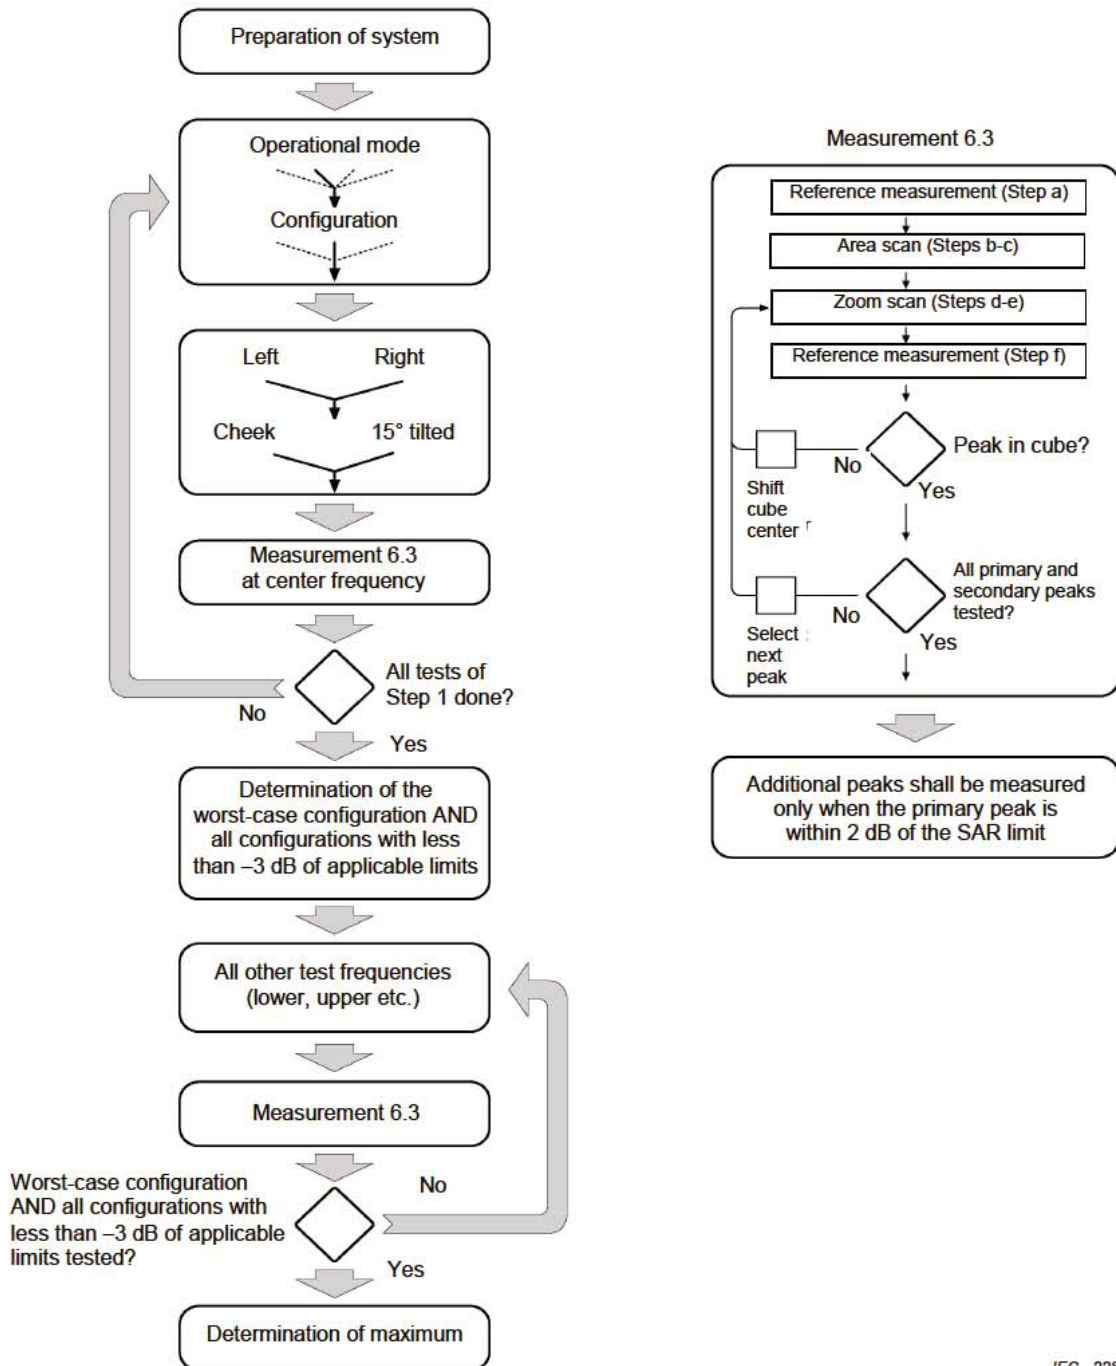 Preparation of system
Operational mode
Configuration
Left Right
Cheek 15° tilted
Measurement 6.3
at center frequency
All tests of
Step 1 done?
No
Yes
Determination of the
worst-case configuration AND
all configurations with less
than –3 dB of applicable limits
All other test frequencies
(lower, upper etc.)
Measurement 6.3
Worst-case configuration
AND all configurations with
less than –3 dB of applicable
limits tested?
No
Yes
Determination of maximum
Measurement 6.3
Reference measurement (Step a)
Area scan (Steps b-c)
Zoom scan (Steps d-e)
Reference measurement (Step f)
Peak in cube?
No
Yes
Shift
cube
center
All primary and
secondary peaks
tested?
No
Yes
Select
next
peak
Additional peaks shall be measured
only when the primary peak is
within 2 dB of the SAR limit
IEC